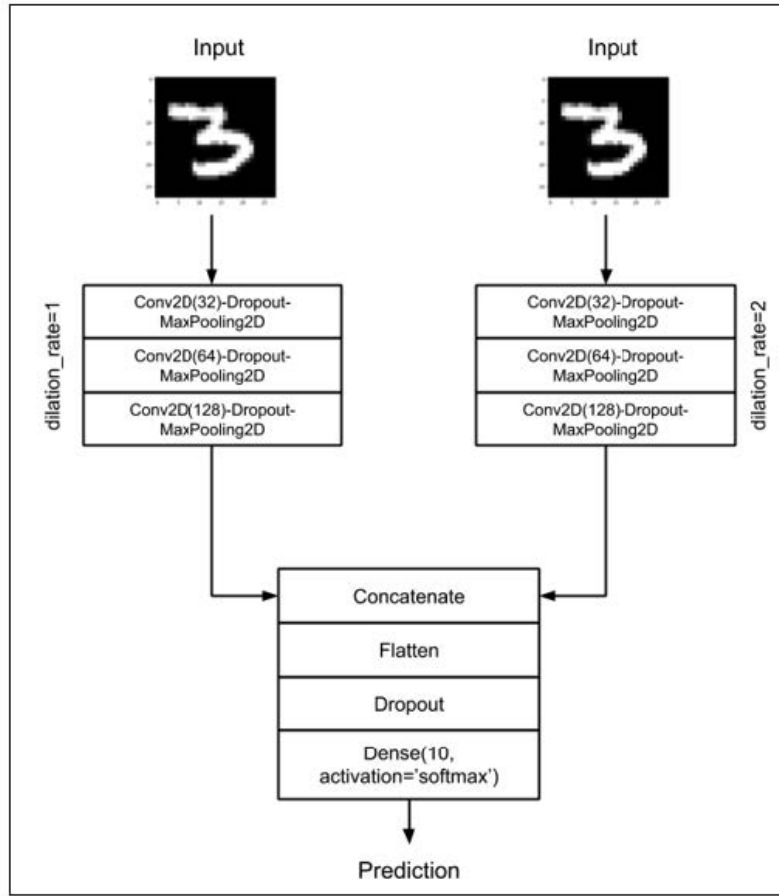 Input
Input
dilation_rate=1
Conv2D(32)-Dropout-
MaxPooling2D
Conv2D(64)-Dropout-
MaxPooling2D
Conv2D(128)-Dropout-
MaxPooling2D
Conv2D(32)-Dropout-
MaxPooling2D
Conv2D(64)-Dropout-
MaxPooling2D
Conv2D(128)-Dropout-
MaxPooling2D
dilation_rate=2
Concatenate
Flatten
Dropout
Dense(10,
activation='softmax')
Prediction